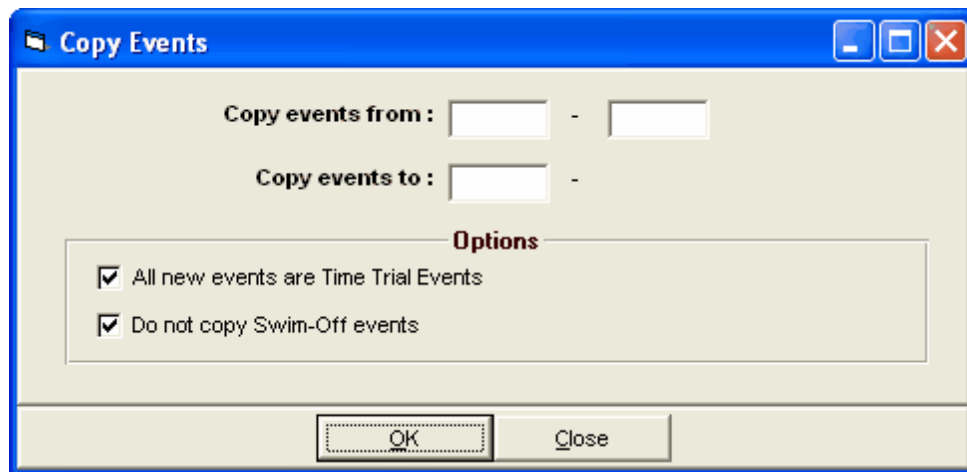 Copy Events
Copy events from : -
Copy events to : -
Options
All new events are Time Trial Events
Do not copy Swim-Off events
OK Close